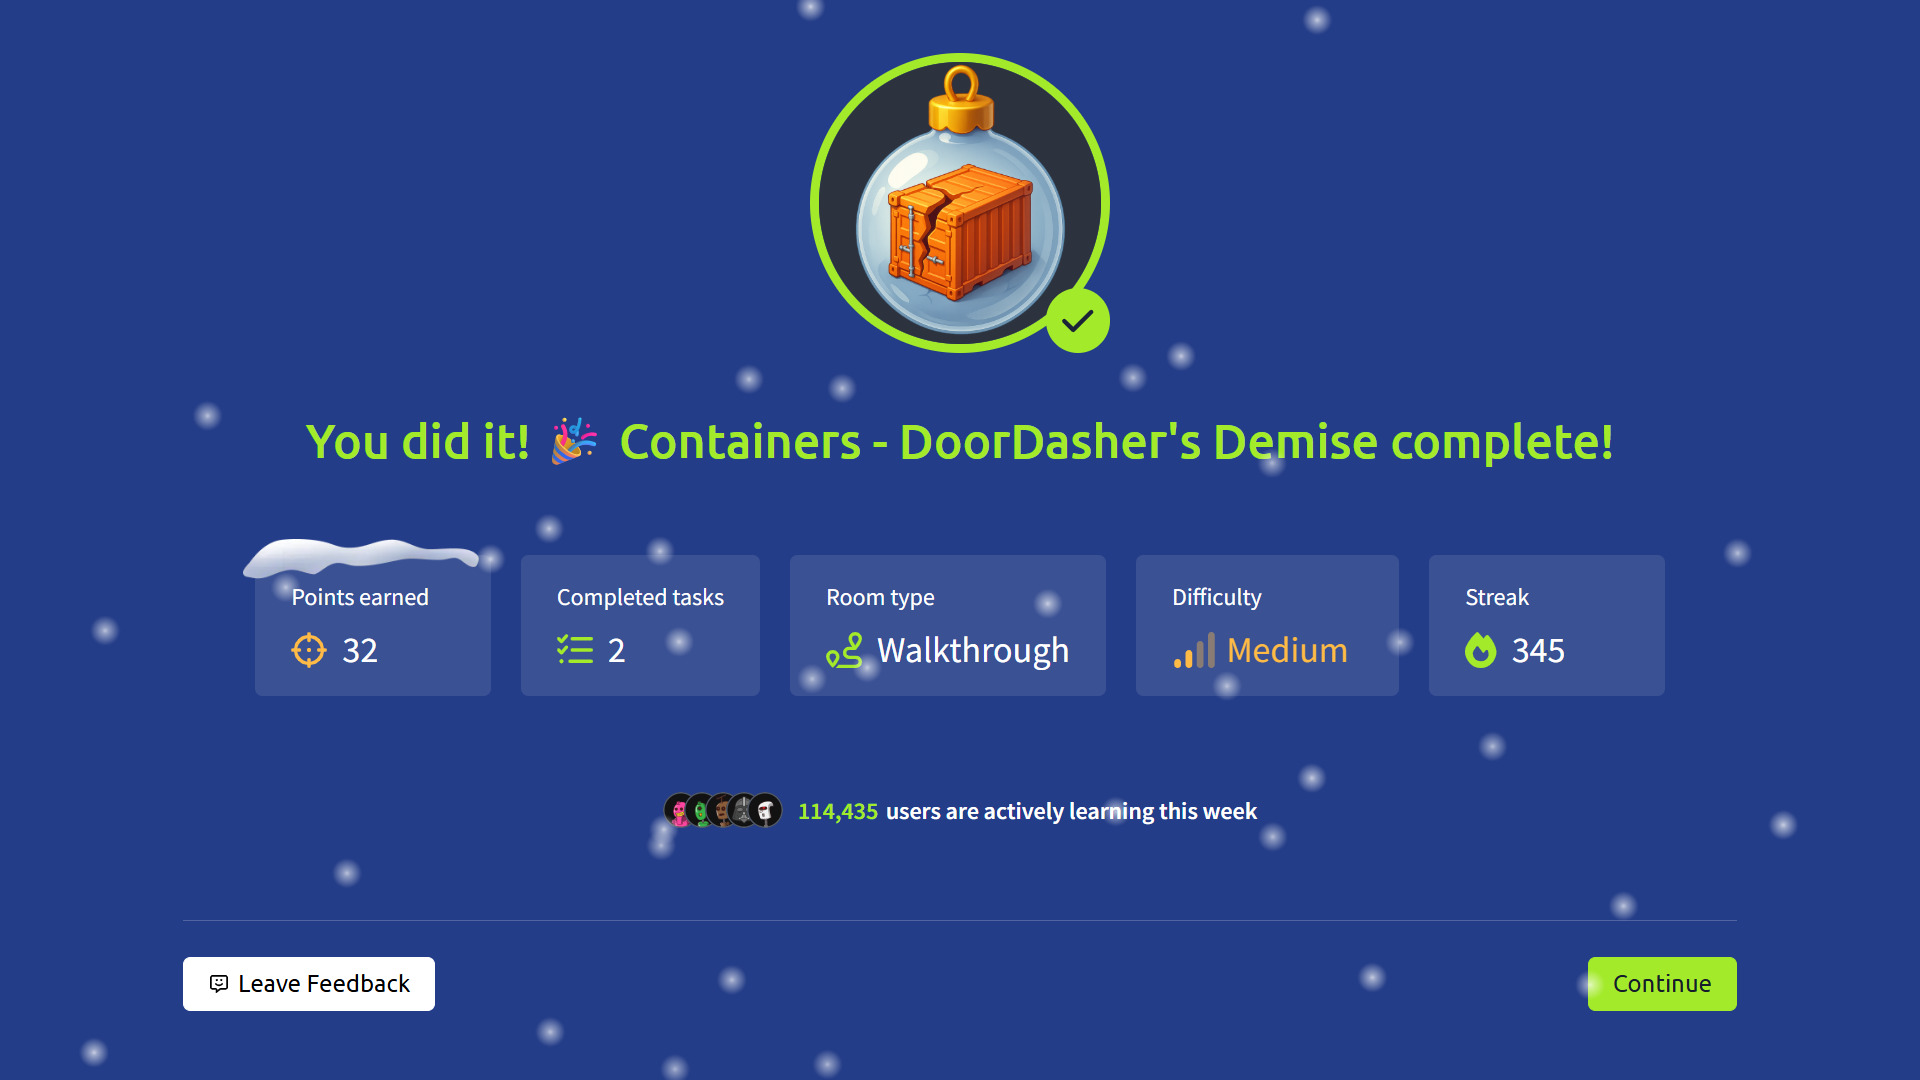 You did it! 🎉 Containers - DoorDasher's Demise complete!
Points earned
32
Completed tasks
2
Room type
Walkthrough
Difficulty
Medium
Streak
345
114,435 users are actively learning this week
Leave Feedback
Continue